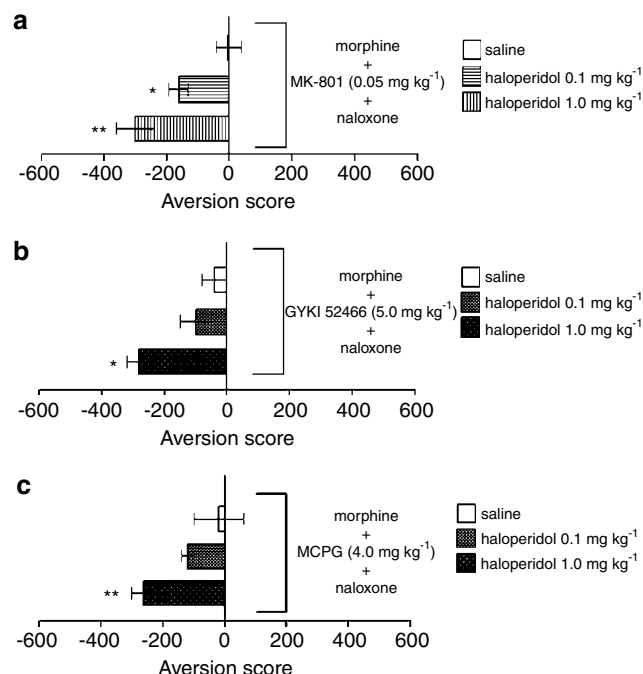 a
morphine
+
MK-801 (0.05 mg kg-1)
+
naloxone
saline
haloperidol 0.1 mg kg-1
haloperidol 1.0 mg kg-1
*
**
-600 -400 -200 0 200 400 600
Aversion score
b
morphine
+
GYKI 52466 (5.0 mg kg-1)
+
naloxone
saline
haloperidol 0.1 mg kg-1
haloperidol 1.0 mg kg-1
*
-600 -400 -200 0 200 400 600
Aversion score
c
morphine
+
MCPG (4.0 mg kg-1)
+
naloxone
saline
haloperidol 0.1 mg kg-1
haloperidol 1.0 mg kg-1
**
-600 -400 -200 0 200 400 600
Aversion score